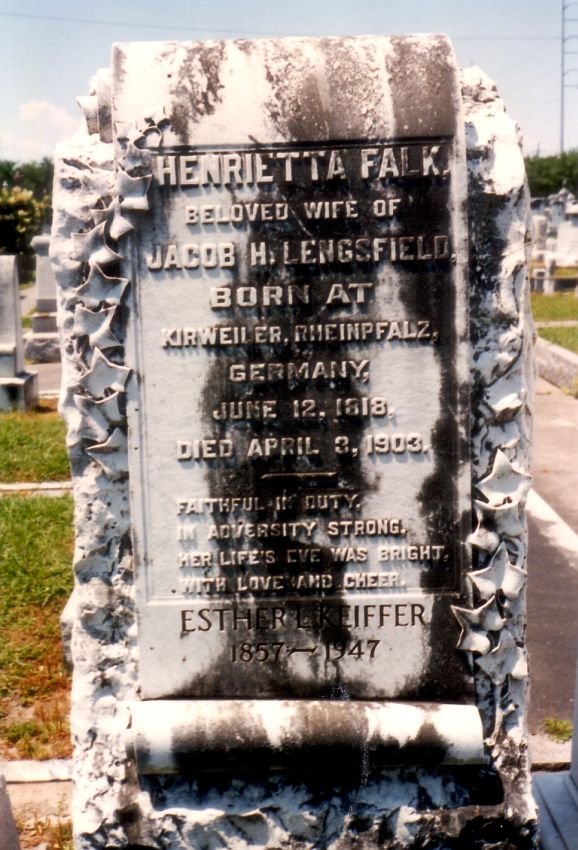 HENRIETTA FALK,
BELOVED WIFE OF
JACOB H. LENGSFIELD,
BORN AT
KIRWEILER, RHEINPFALZ,
GERMANY,
JUNE 12, 1818,
DIED APRIL 3, 1903.
FAITHFUL IN DUTY,
IN ADVERSITY STRONG,
HER LIFE'S EVE WAS BRIGHT,
WITH LOVE AND CHEER.
ESTHER L. KEIFFER
1857—1947